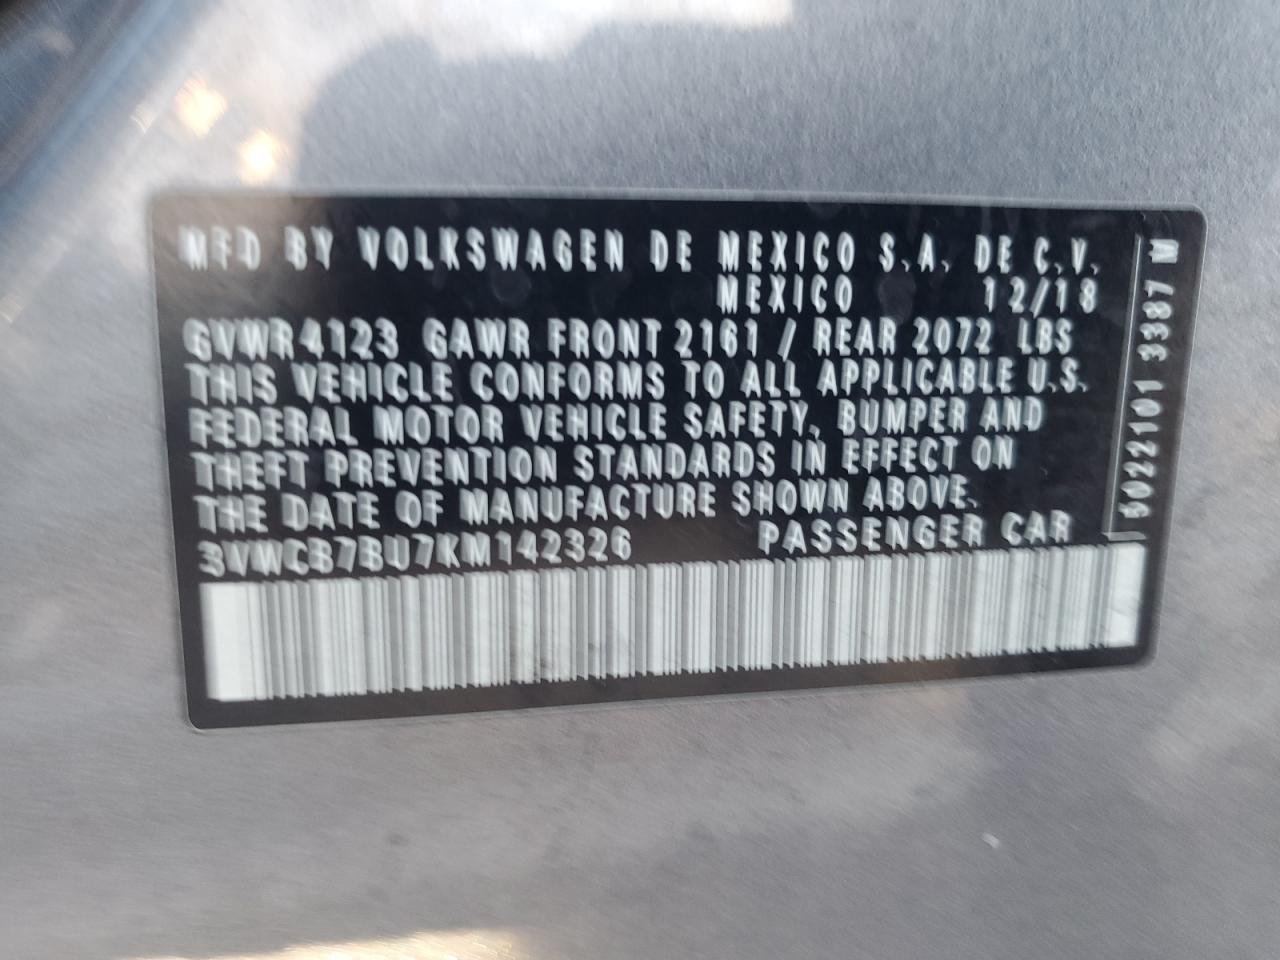 MFD BY VOLKSWAGEN DE MEXICO S.A. DE C.V.
MEXICO 12/18
GVWR4123 GAWR FRONT 2161 / REAR 2072 LBS
THIS VEHICLE CONFORMS TO ALL APPLICABLE U.S.
FEDERAL MOTOR VEHICLE SAFETY, BUMPER AND
THEFT PREVENTION STANDARDS IN EFFECT ON
THE DATE OF MANUFACTURE SHOWN ABOVE.
3VWCB7BU7KM142326 PASSENGER CAR
5022101 3387 M